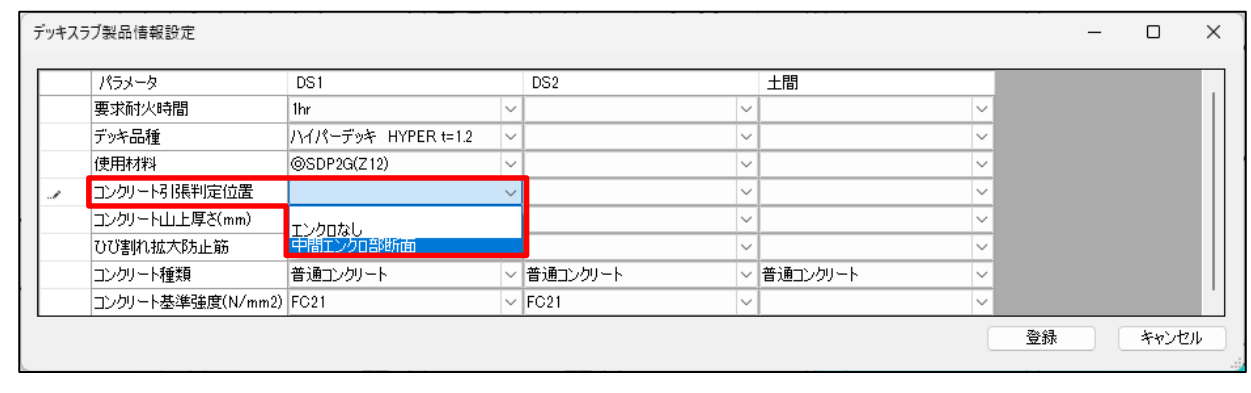 デッキスラブ製品情報設定
パラメータ DS1 DS2 土間
要求耐火時間 1hr
デッキ品種 ハイパーデッキ HYPER t=1.2
使用材料 @SDP2G(Z12)
コンクリート引張判定位置
コンクリート山上厚さ(mm)
エンクロなし
ひび割れ拡大防止筋 中間エンクロ部断面
コンクリート種類 普通コンクリート 普通コンクリート 普通コンクリート
コンクリート基準強度(N/mm2) FC21 FC21
登録 キャンセル